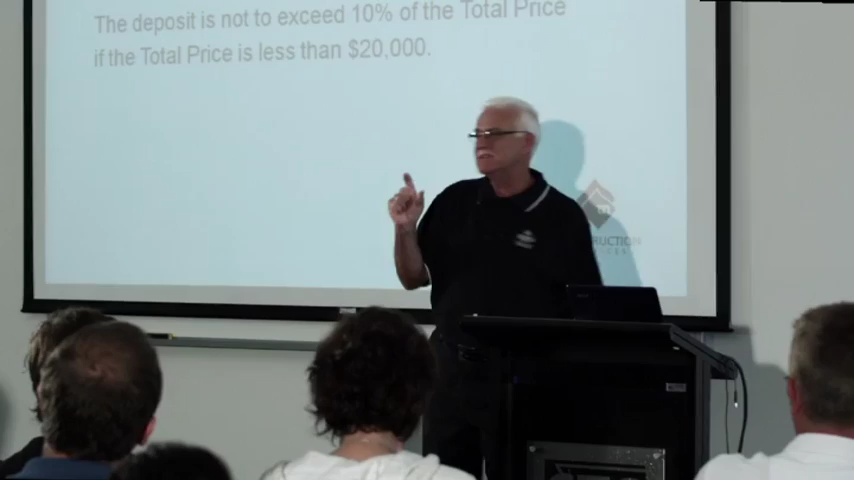 The deposit is not to exceed 10% of the Total Price
if the Total Price is less than $20,000.
RUCTION